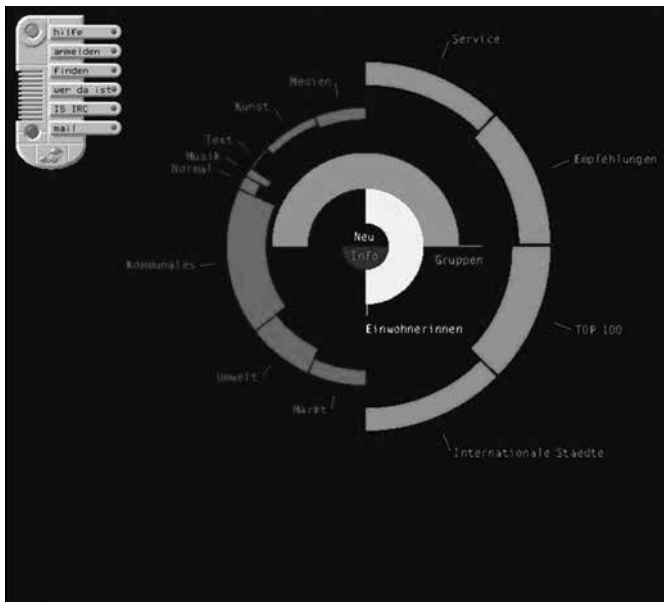 hilfe
anmelden
finden
wer da ist
IS IRC
mail
Service
Medien
Kunst
Text
Musik
Normal
Empfehlungen
Neu
Info
Gruppen
Kommunales
Einwohnerinnen
TOP 100
Umwelt
Markt
Internationale Staedte